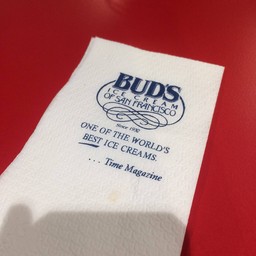 BUD'S
ICE CREAM
OF SAN FRANCISCO
since 1932
ONE OF THE WORLD'S
BEST ICE CREAMS.
... Time Magazine